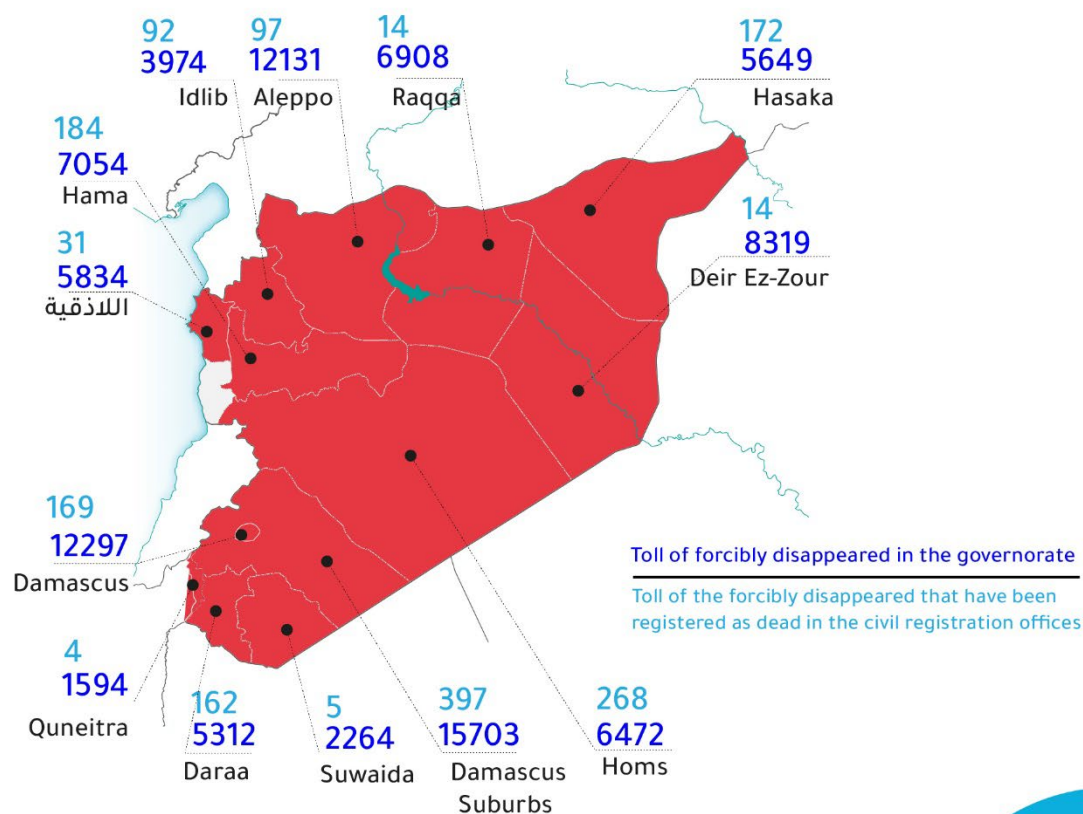 92
3974
Idlib
97
12131
Aleppo
14
6908
Raqqa
172
5649
Hasaka
184
7054
Hama
14
8319
Deir Ez-Zour
31
5834
اللاذقية
169
12297
Damascus
Toll of forcibly disappeared in the governorate
Toll of the forcibly disappeared that have been
registered as dead in the civil registration offices
4
1594
Quneitra
162
5312
Daraa
5
2264
Suwaida
397
15703
Damascus
Suburbs
268
6472
Homs